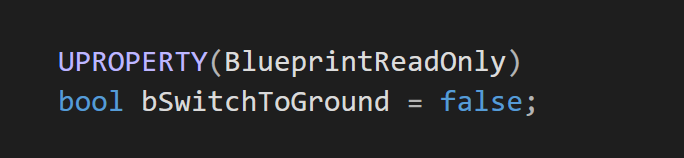 UPROPERTY(BlueprintReadOnly)
bool bSwitchToGround = false;